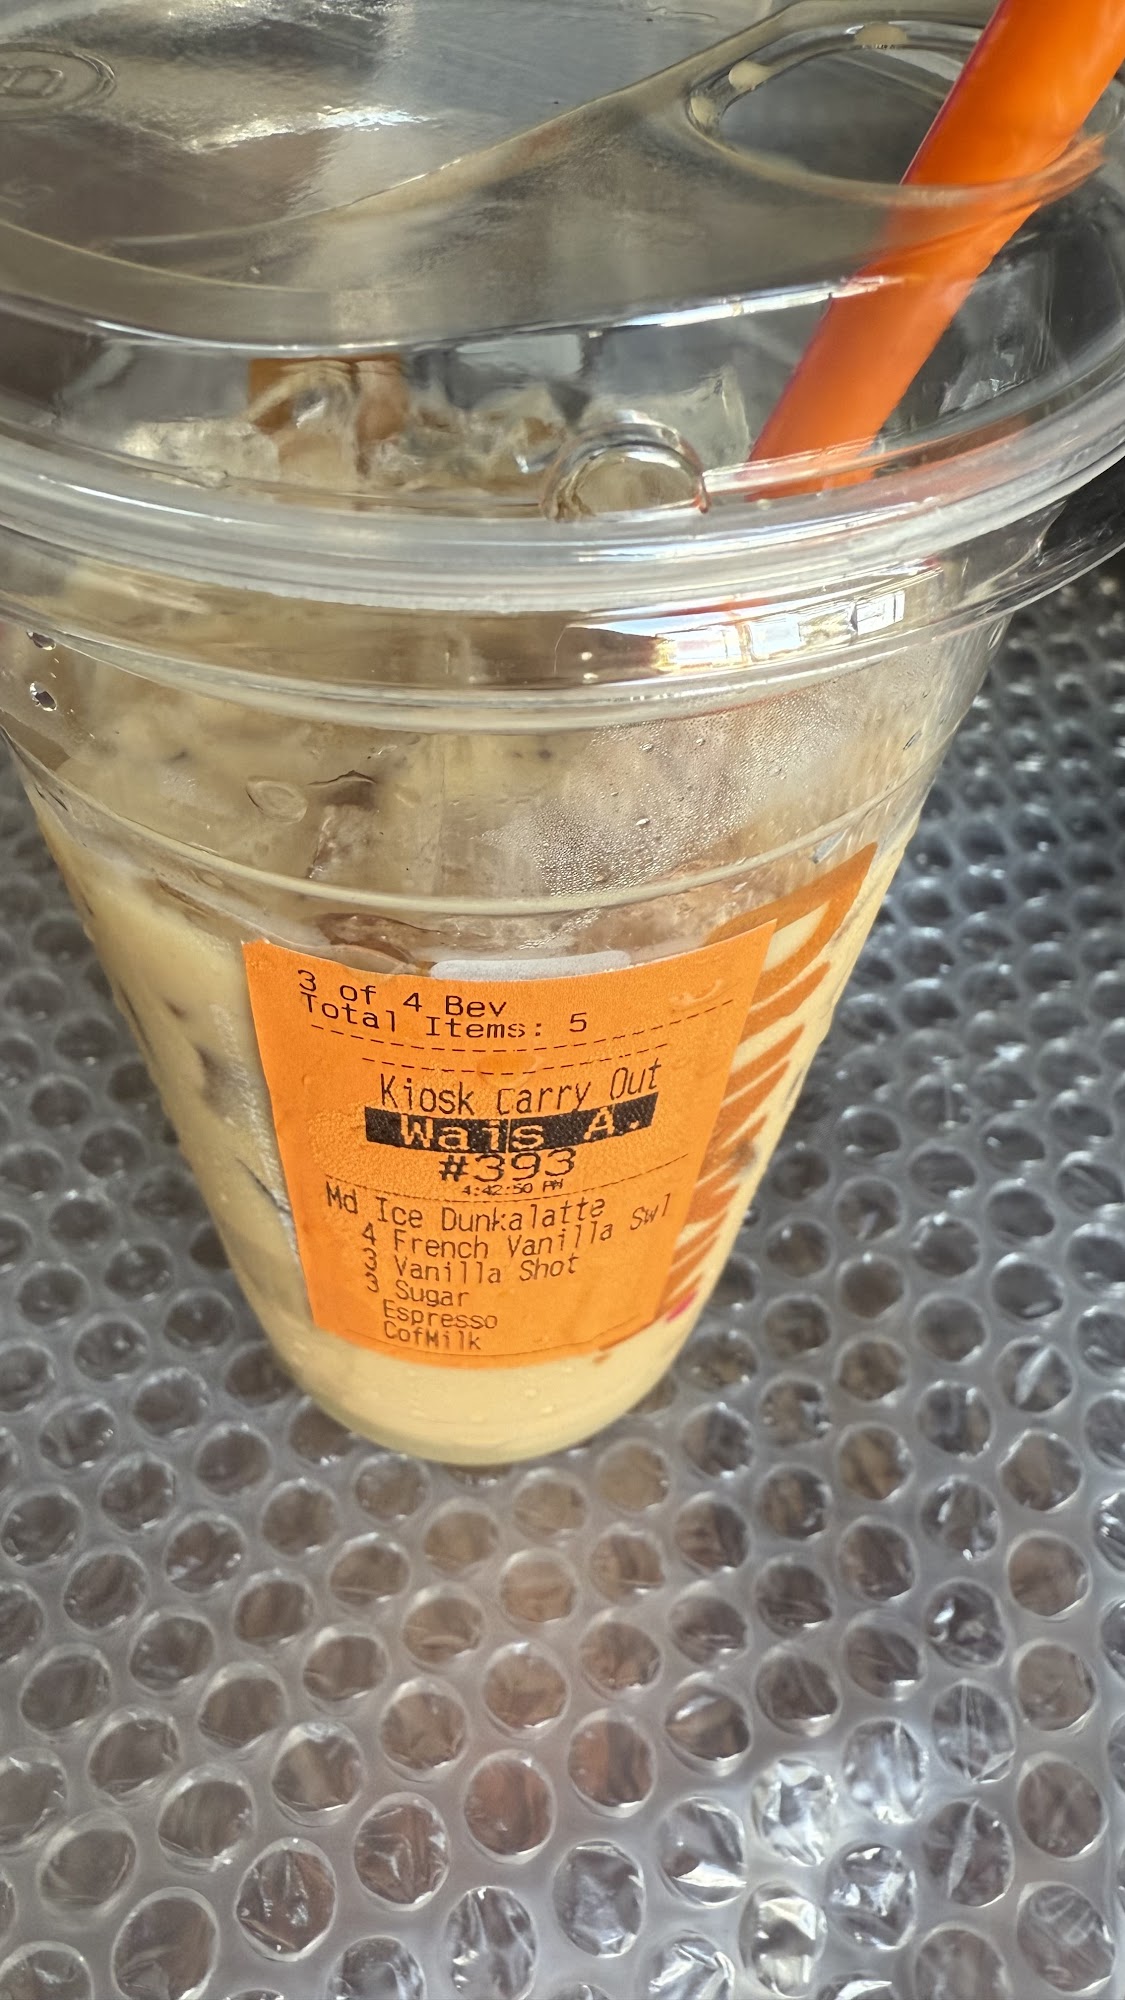 3 of 4 Bev
Total Items: 5
Kiosk Carry Out
Wais A.
#393
4:42:50 PM
Md Ice Dunkalatte
4 French Vanilla Swl
3 Vanilla Shot
3 Sugar
Espresso
CofMilk
DUNKIN'